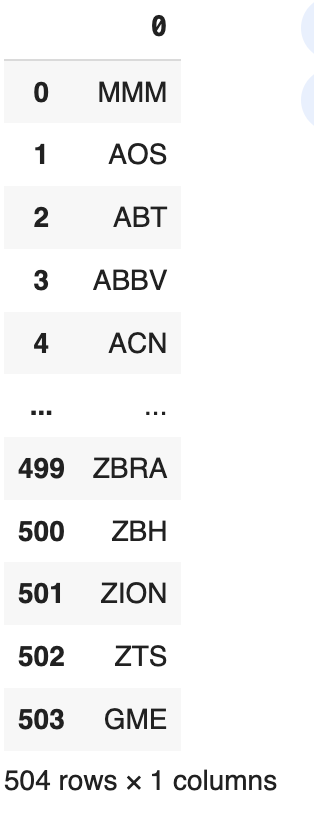 0
0 MMM
1 AOS
2 ABT
3 ABBV
4 ACN
... ...
499 ZBRA
500 ZBH
501 ZION
502 ZTS
503 GME
504 rows × 1 columns